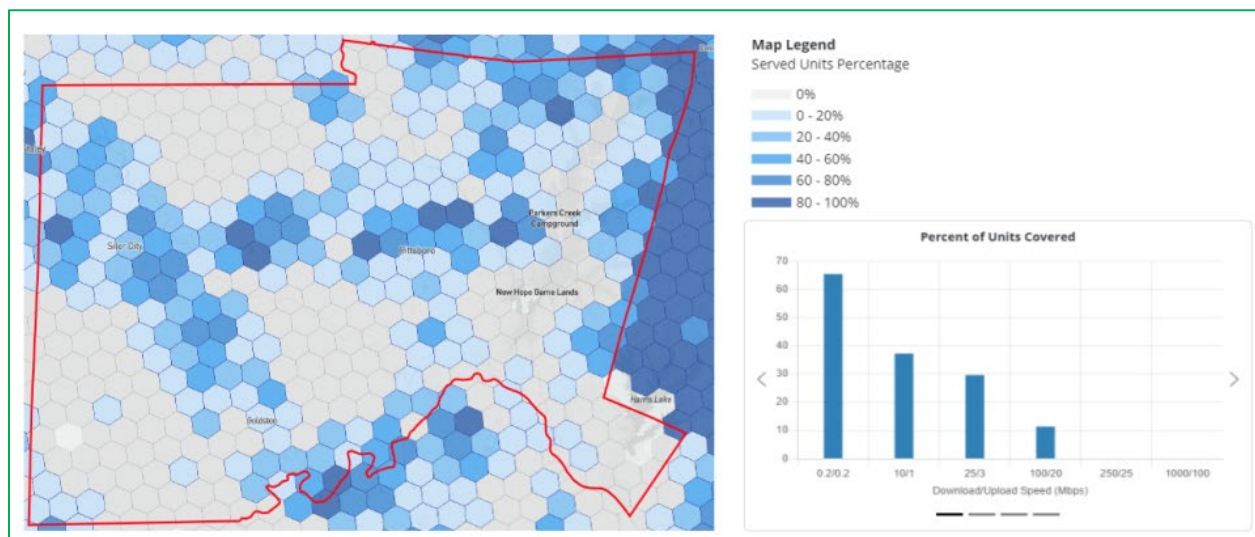 Siler City
Pittsboro
Parkers Creek
Campground
New Hope Game Lands
Goldston
Harris Lake
Map Legend
Served Units Percentage
0%
0 - 20%
20 - 40%
40 - 60%
60 - 80%
80 - 100%
Percent of Units Covered
70
60
50
40
30
20
10
0
0.2/0.2
10/1
25/3
100/20
250/25
1000/100
Download/Upload Speed (Mbps)